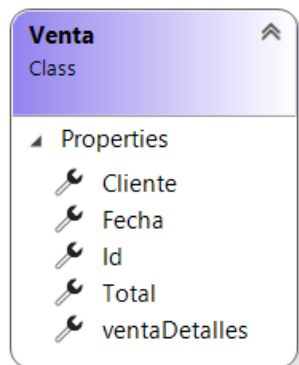 Venta
Class
Properties
Cliente
Fecha
Id
Total
ventaDetalles